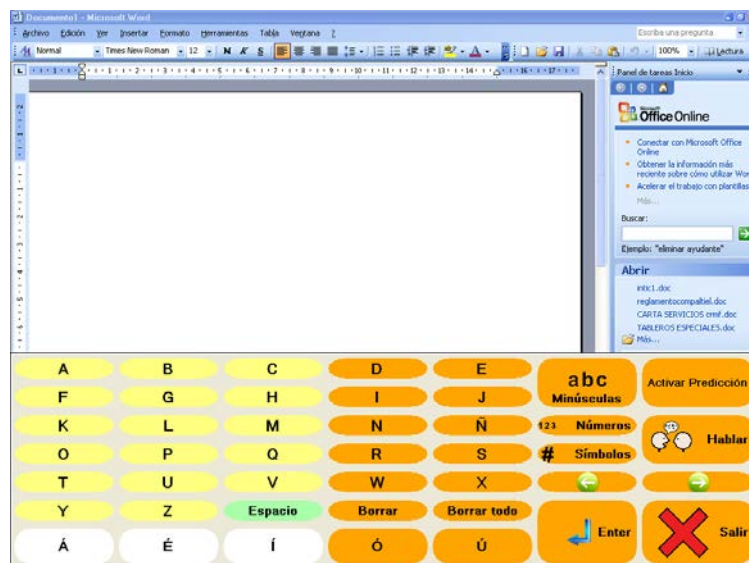 Documento1 - Microsoft Word
Archivo Edición Ver Insertar Formato Herramientas Tabla Ventana ? Escriba una pregunta
Normal Times New Roman 12 N K S 100% Lectura
Panel de tareas Inicio
Microsoft
Office Online
Conectar con Microsoft Office
Online
Obtener la información más
reciente sobre cómo utilizar Wor
Acelerar el trabajo con plantillas
Más...
Buscar:
Ejemplo: "eliminar ayudante"
Abrir
intic1.doc
reglamentocompaltiel.doc
CARTA SERVICIOS crmf.doc
TABLEROS ESPECIALES.doc
Más...
A B C D E abc Minúsculas Activar Predicción
F G H I J
K L M N Ñ 123 Números Hablar
O P Q R S # Símbolos
T U V W X
Y Z Espacio Borrar Borrar todo Enter Salir
Á É Í Ó Ú